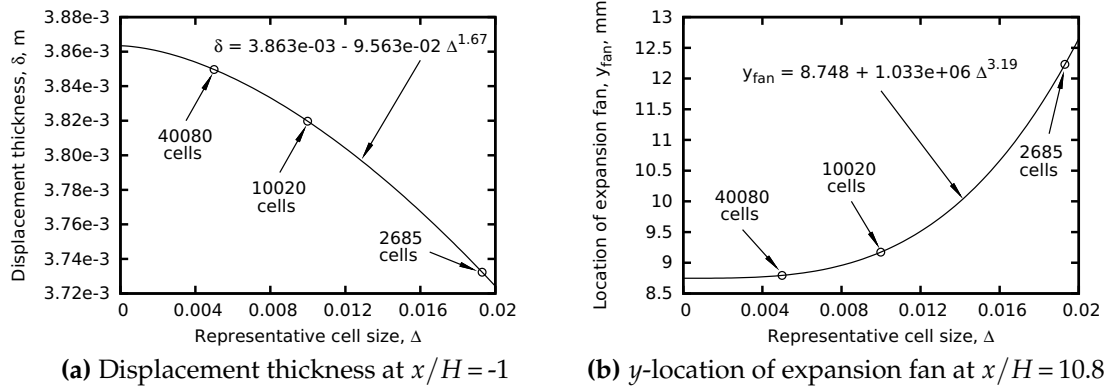 Displacement thickness, δ, m
3.88e-3
3.86e-3
3.84e-3
3.82e-3
3.80e-3
3.78e-3
3.76e-3
3.74e-3
3.72e-3
0 0.004 0.008 0.012 0.016 0.02
Representative cell size, Δ
δ = 3.863e-03 - 9.563e-02 Δ^1.67
40080
cells
10020
cells
2685
cells
(a) Displacement thickness at x/H = -1
Location of expansion fan, y_fan, mm
13
12.5
12
11.5
11
10.5
10
9.5
9
8.5
0 0.004 0.008 0.012 0.016 0.02
Representative cell size, Δ
y_fan = 8.748 + 1.033e+06 Δ^3.19
40080
cells
10020
cells
2685
cells
(b) y-location of expansion fan at x/H = 10.8